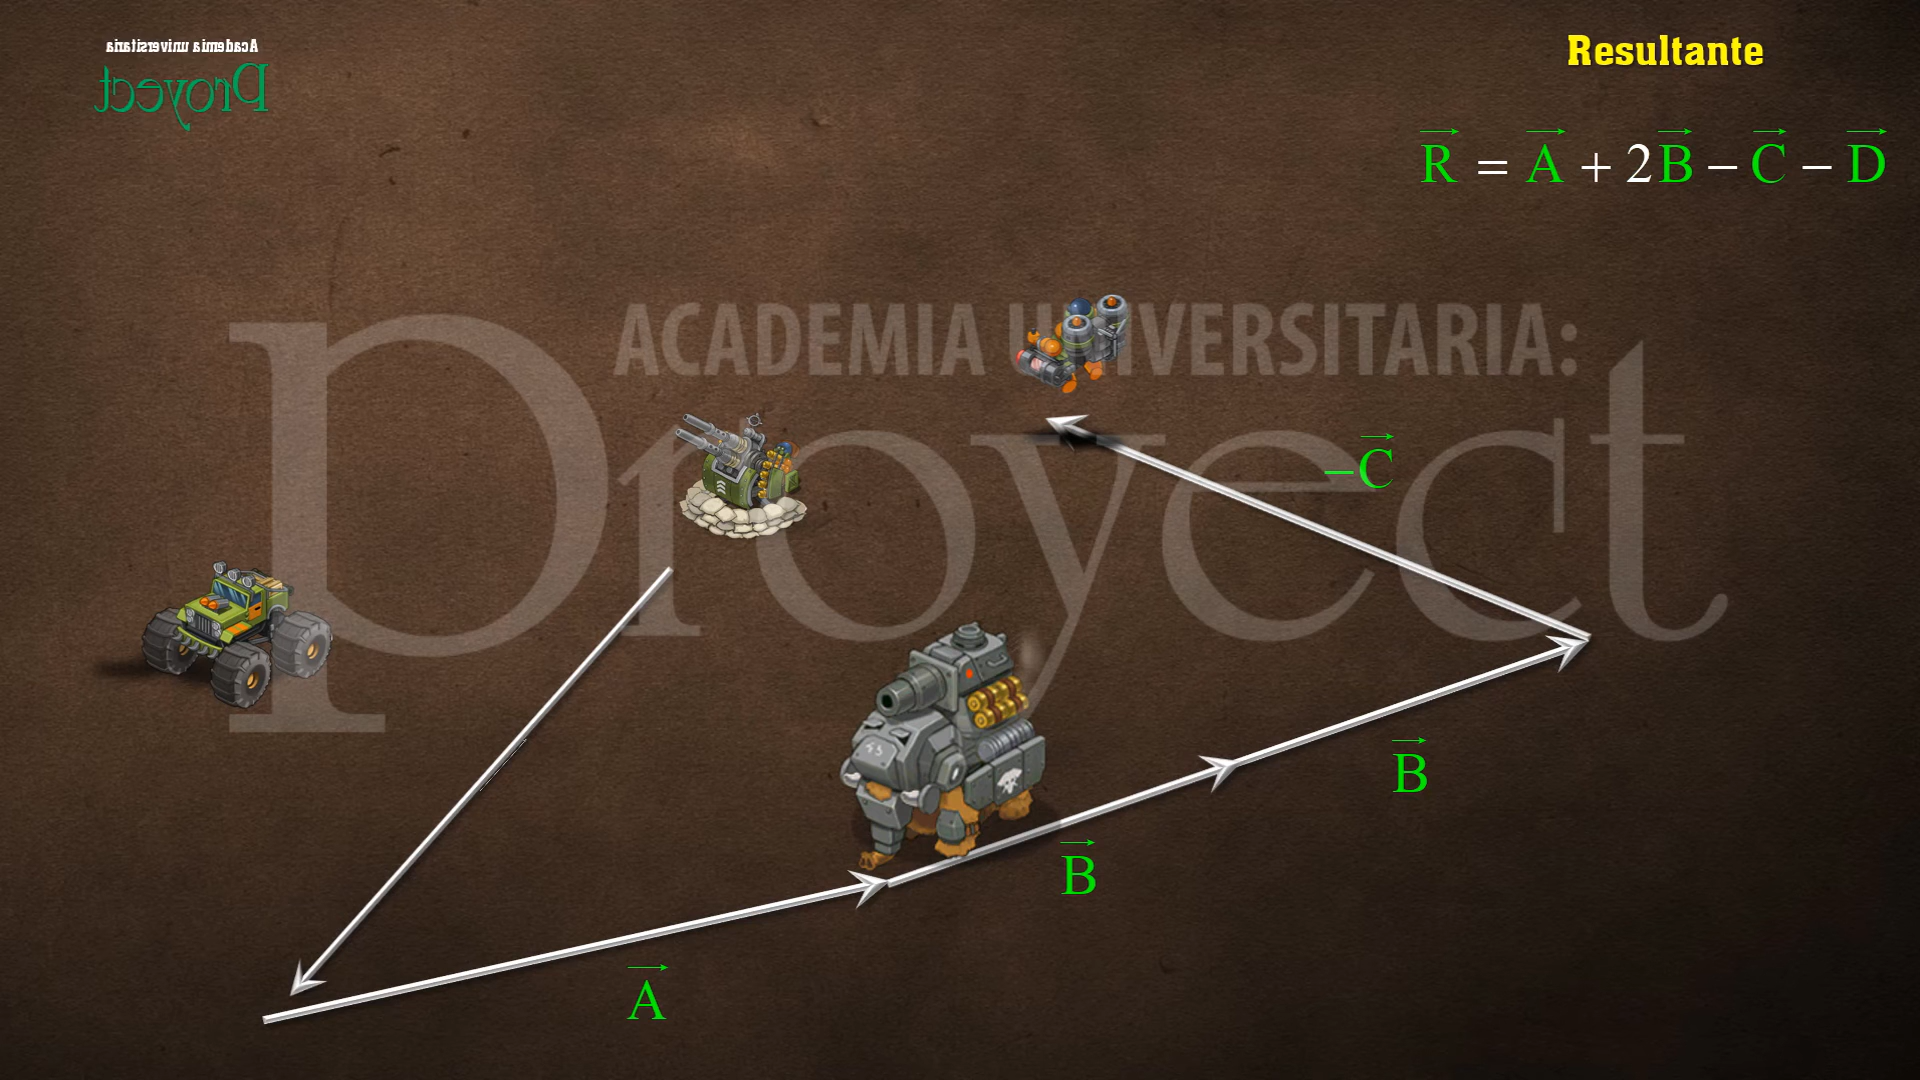 Academia universitaria
Proyect
Resultante
R⃗ = A⃗ + 2B⃗ − C⃗ − D⃗
ACADEMIA UNIVERSITARIA:
Proyect
−C⃗
B⃗
B⃗
A⃗